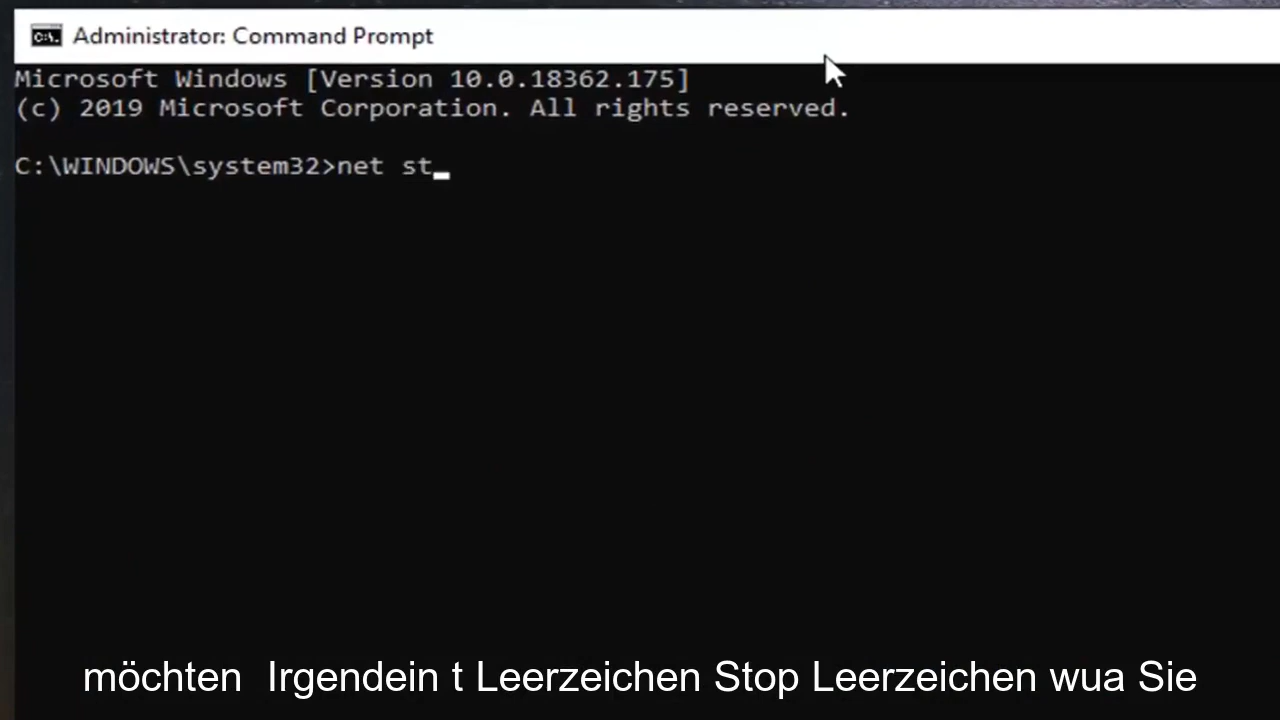 Administrator: Command Prompt
Microsoft Windows [Version 10.0.18362.175]
(c) 2019 Microsoft Corporation. All rights reserved.
C:\WINDOWS\system32>net st_
möchten Irgendein t Leerzeichen Stop Leerzeichen wua Sie